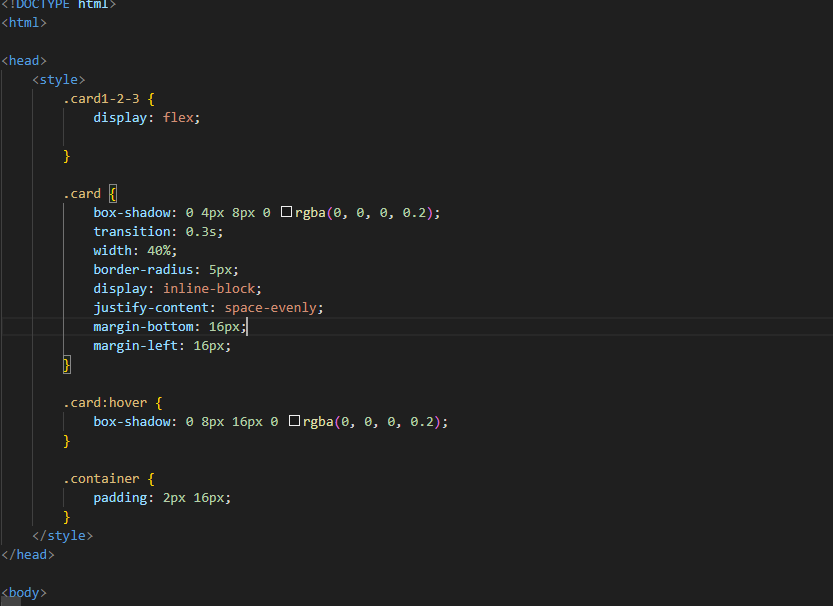 <!DOCTYPE html>
<html>
<head>
<style>
.card1-2-3 {
display: flex;
}
.card {
box-shadow: 0 4px 8px 0 rgba(0, 0, 0, 0.2);
transition: 0.3s;
width: 40%;
border-radius: 5px;
display: inline-block;
justify-content: space-evenly;
margin-bottom: 16px;
margin-left: 16px;
}
.card:hover {
box-shadow: 0 8px 16px 0 rgba(0, 0, 0, 0.2);
}
.container {
padding: 2px 16px;
}
</style>
</head>
<body>